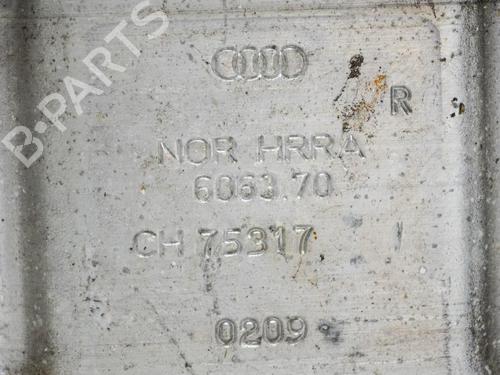 B-PARTS
R
NOR HRRA
6063.70
CH 75317 I
0209